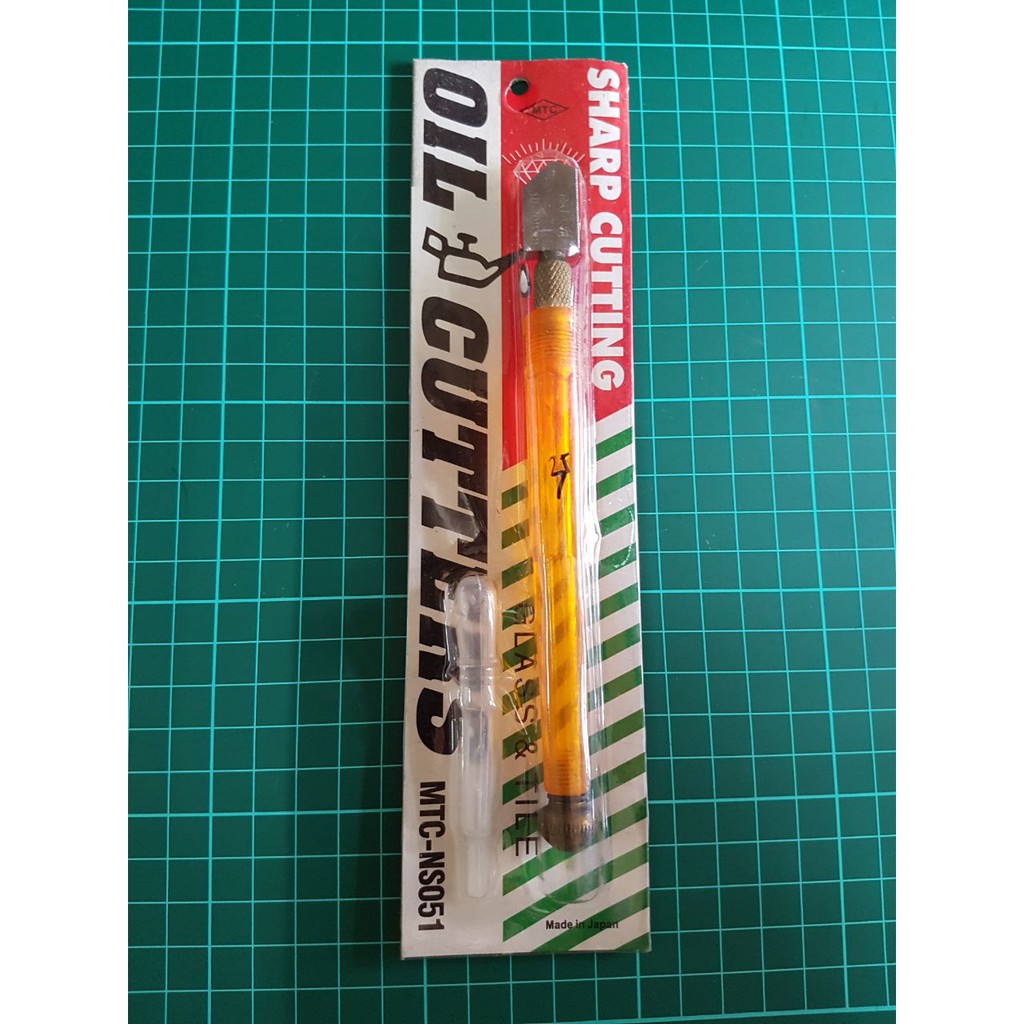 MTC
SHARP CUTTING
OIL CUTTERS
GLASS & TILE
MTC-NS051
Made in Japan